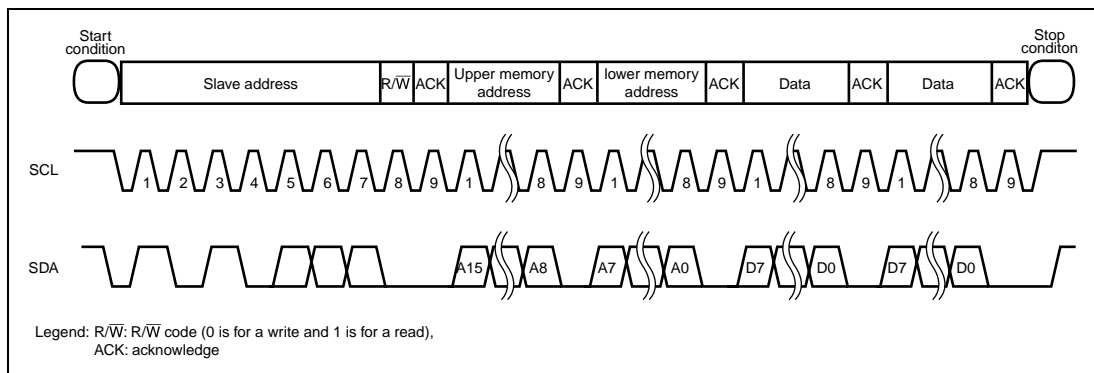 Start
condition
Stop
conditon
Slave address R/W̅ ACK Upper memory
address ACK lower memory
address ACK Data ACK Data ACK
SCL 1 2 3 4 5 6 7 8 9 1 8 9 1 8 9 1 8 9 1 8 9
SDA A15 A8 A7 A0 D7 D0 D7 D0
Legend: R/W̅: R/W̅ code (0 is for a write and 1 is for a read),
ACK: acknowledge